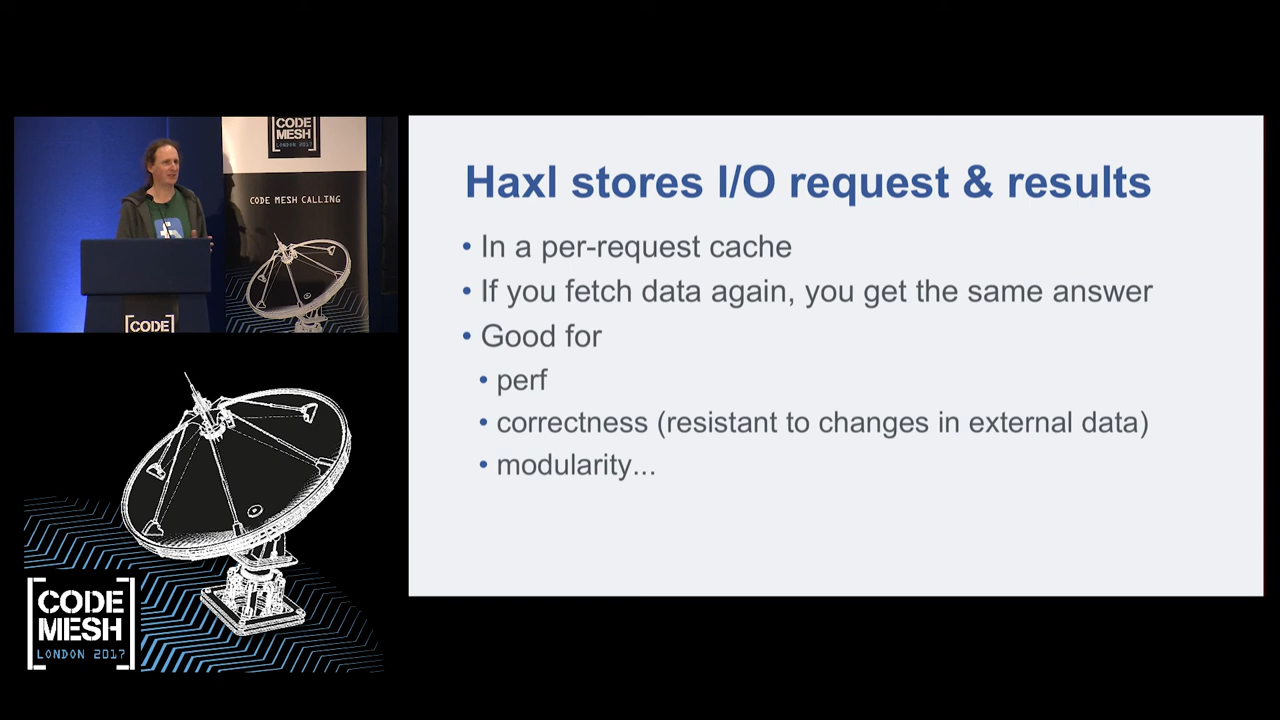 CODE
MESH
LONDON 2017
CODE MESH CALLING
[CODE
Haxl stores I/O request & results
• In a per-request cache
• If you fetch data again, you get the same answer
• Good for
• perf
• correctness (resistant to changes in external data)
• modularity...
CODE
MESH
LONDON 2017